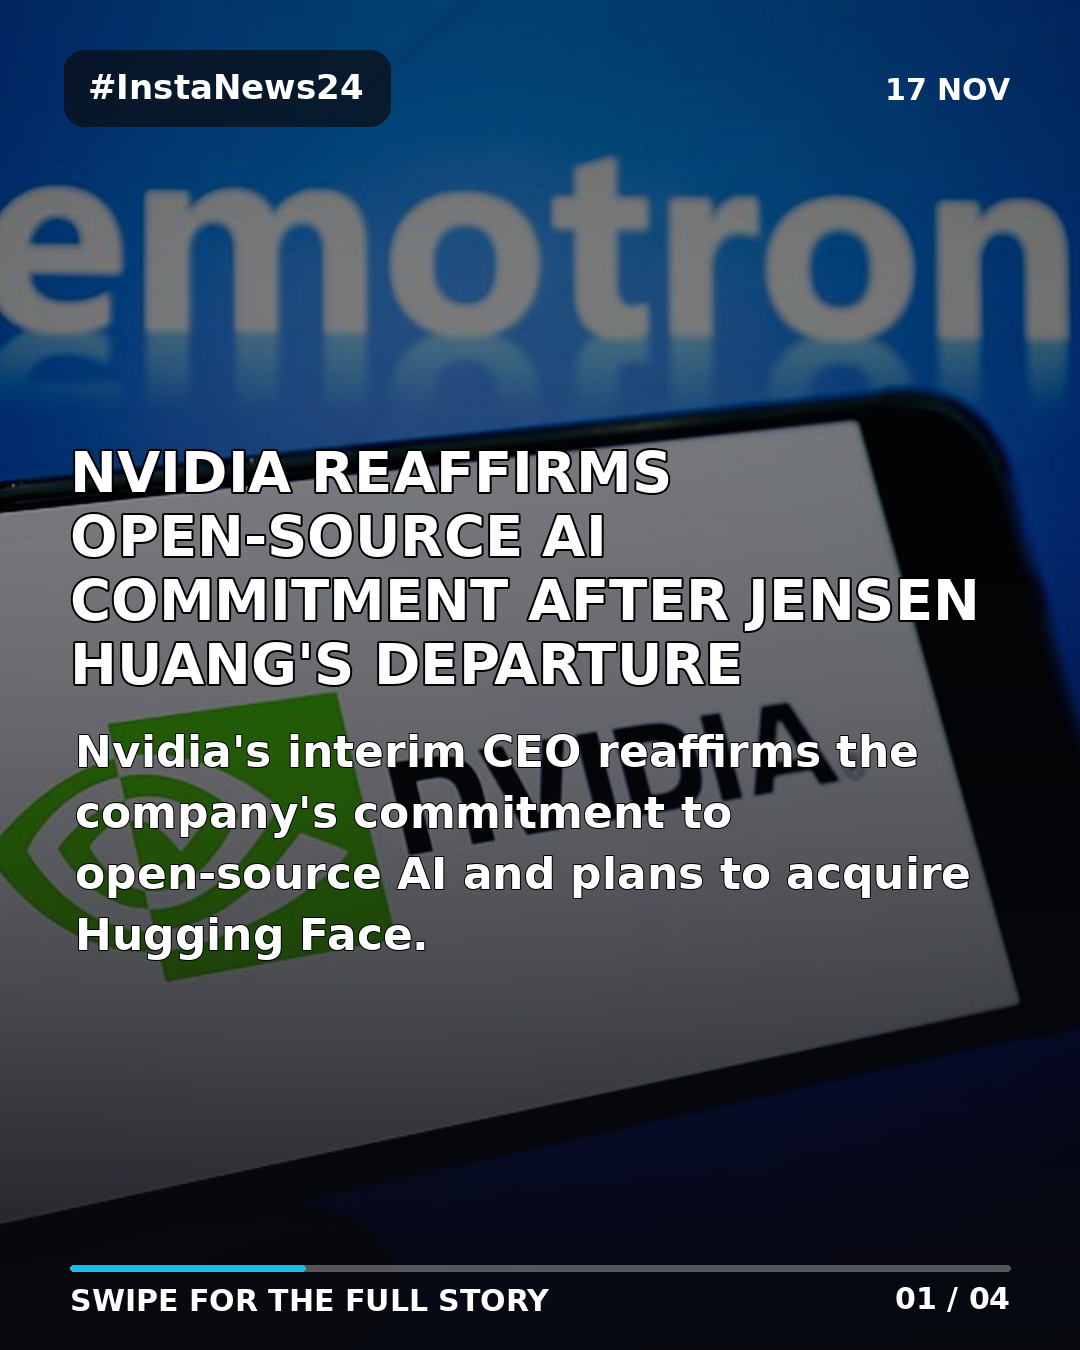 #InstaNews24
17 NOV
emotron
NVIDIA REAFFIRMS
OPEN-SOURCE AI
COMMITMENT AFTER JENSEN
HUANG'S DEPARTURE
Nvidia's interim CEO reaffirms the
company's commitment to
open-source AI and plans to acquire
Hugging Face.
nVIDIA®
SWIPE FOR THE FULL STORY
01 / 04